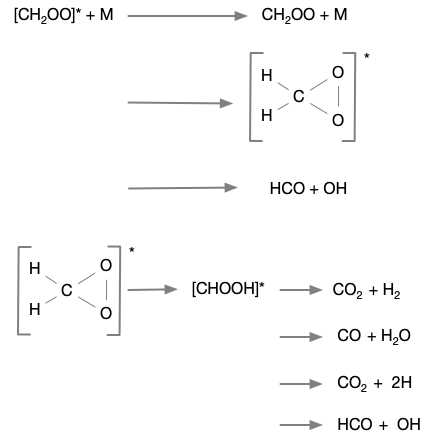 [CH₂OO]* + M CH₂OO + M
H O *
C
H O
HCO + OH
H O *
C [CHOOH]* CO₂ + H₂
H O
CO + H₂O
CO₂ + 2H
HCO + OH